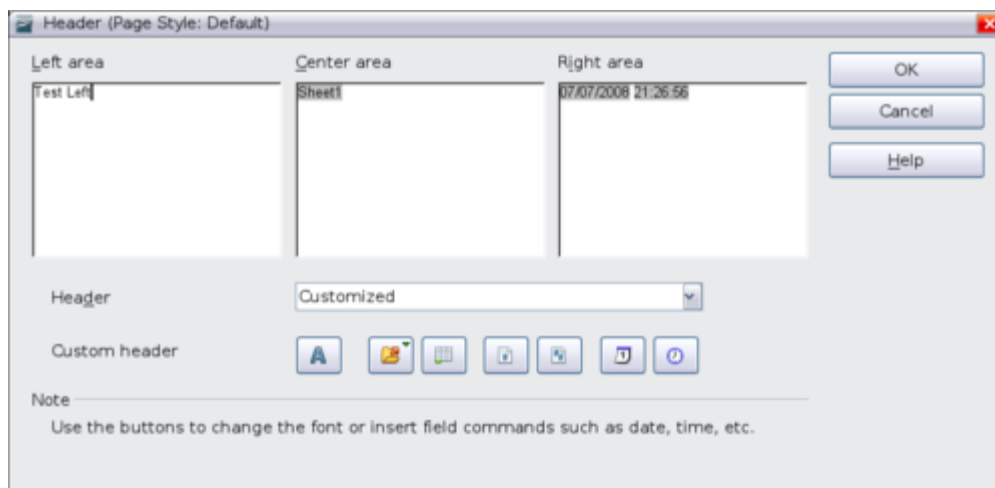 Header (Page Style: Default)
Left area
Center area
Right area
Test Left
Sheet1
07/07/2008 21:26:56
OK
Cancel
Help
Header
Customized
Custom header
A
Note
Use the buttons to change the font or insert field commands such as date, time, etc.